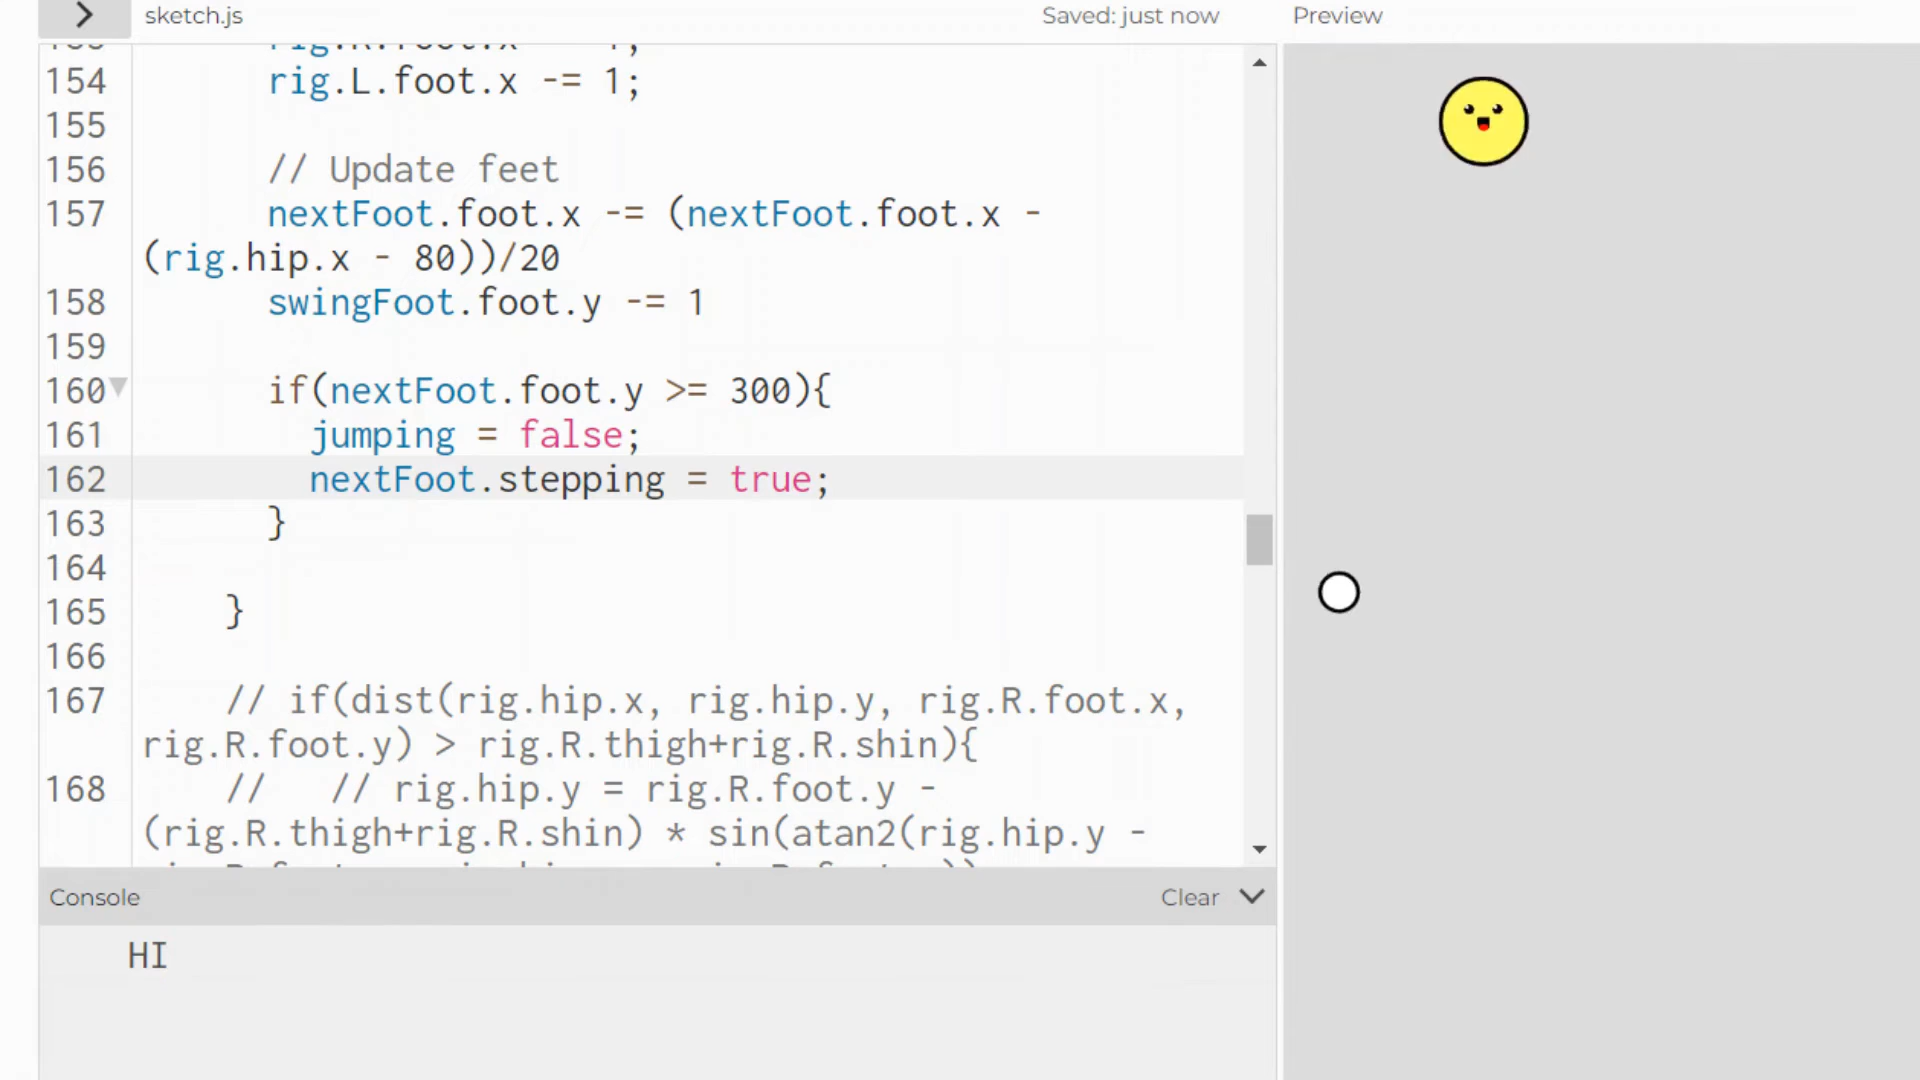 sketch.js
Saved: just now
Preview
154 rig.L.foot.x -= 1;
155
156 // Update feet
157 nextFoot.foot.x -= (nextFoot.foot.x -
(rig.hip.x - 80))/20
158 swingFoot.foot.y -= 1
159
160 if(nextFoot.foot.y >= 300){
161 jumping = false;
162 nextFoot.stepping = true;
163 }
164
165 }
166
167 // if(dist(rig.hip.x, rig.hip.y, rig.R.foot.x,
rig.R.foot.y) > rig.R.thigh+rig.R.shin){
168 // // rig.hip.y = rig.R.foot.y -
(rig.R.thigh+rig.R.shin) * sin(atan2(rig.hip.y -
Console
Clear
HI